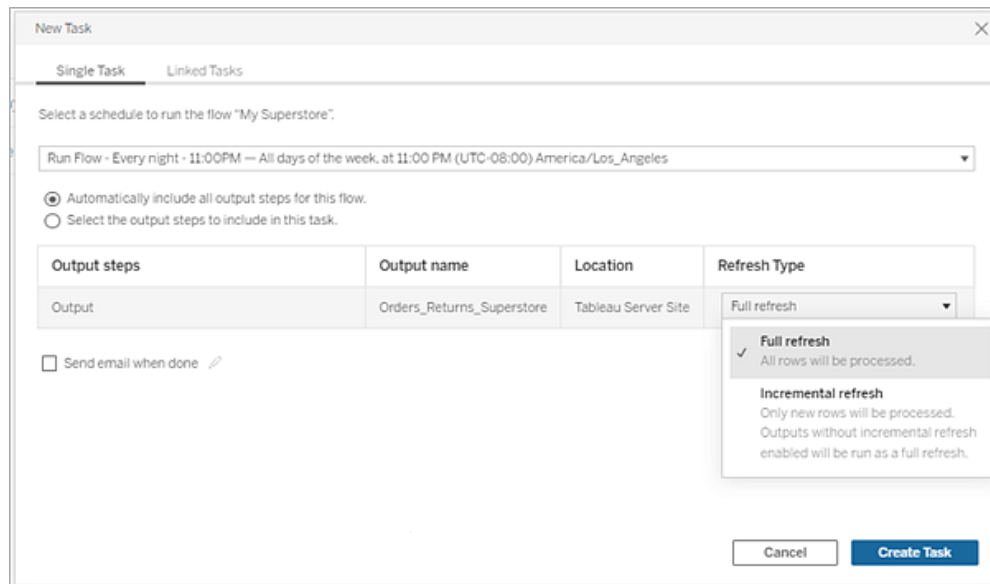 New Task
Single Task Linked Tasks
Select a schedule to run the flow "My Superstore".
Run Flow - Every night - 11:00PM — All days of the week, at 11:00 PM (UTC-08:00) America/Los_Angeles
Automatically include all output steps for this flow.
Select the output steps to include in this task.
Output steps Output name Location Refresh Type
Output Orders_Returns_Superstore Tableau Server Site Full refresh
Full refresh
All rows will be processed.
Send email when done
Incremental refresh
Only new rows will be processed.
Outputs without incremental refresh
enabled will be run as a full refresh.
Cancel Create Task